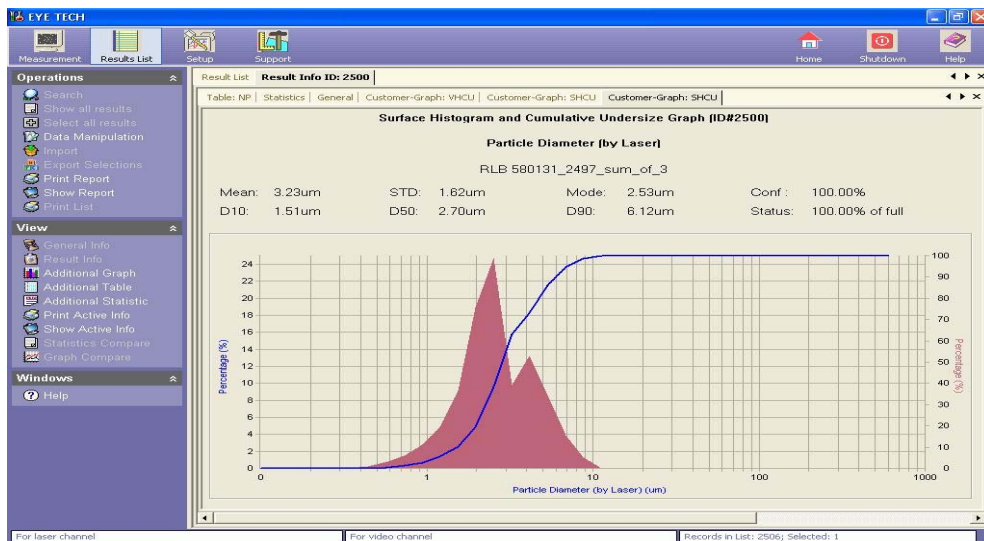 EYE TECH
Measurement Results List Setup Support Home Shutdown Help
Operations
Search
Show all results
Select all results
Data Manipulation
Import
Export Selections
Print Report
Show Report
Print List
View
General Info
Result Info
Additional Graph
Additional Table
Additional Statistic
Print Active Info
Show Active Info
Statistics Compare
Graph Compare
Windows
Help
Result List Result Info ID: 2500
Table: NP Statistics General Customer-Graph: VHCU Customer-Graph: SHCU Customer-Graph: SHCU
Surface Histogram and Cumulative Undersize Graph (ID#2500)
Particle Diameter (by Laser)
RLB 580131_2497_sum_of_3
Mean: 3.23um STD: 1.62um Mode: 2.53um Conf : 100.00%
D10: 1.51um D50: 2.70um D90: 6.12um Status: 100.00% of full
Percentage (%)
24
22
20
18
16
14
12
10
8
6
4
2
0
100
90
80
70
60
50
40
30
20
10
0
Percentage (%)
0 1 10 100 1000
Particle Diameter (by Laser) (um)
For laser channel For video channel Records in List: 2506; Selected: 1